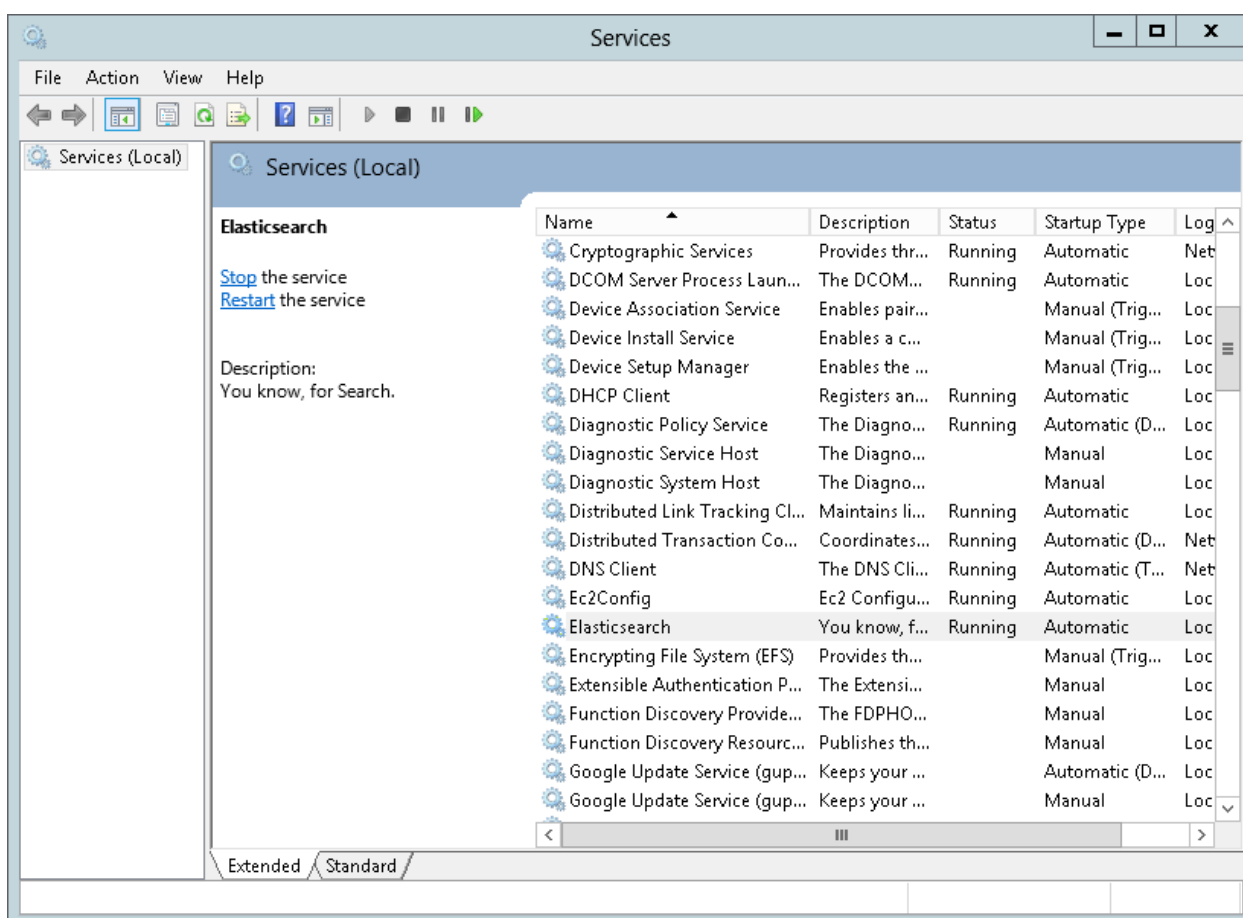 Services
File Action View Help
Services (Local)
Services (Local)
Elasticsearch
Stop the service
Restart the service
Description:
You know, for Search.
Name Description Status Startup Type Log
Cryptographic Services Provides thr... Running Automatic Net
DCOM Server Process Laun... The DCOM... Running Automatic Loc
Device Association Service Enables pair... Manual (Trig... Loc
Device Install Service Enables a c... Manual (Trig... Loc
Device Setup Manager Enables the ... Manual (Trig... Loc
DHCP Client Registers an... Running Automatic Loc
Diagnostic Policy Service The Diagno... Running Automatic (D... Loc
Diagnostic Service Host The Diagno... Manual Loc
Diagnostic System Host The Diagno... Manual Loc
Distributed Link Tracking Cl... Maintains li... Running Automatic Loc
Distributed Transaction Co... Coordinates... Running Automatic (D... Net
DNS Client The DNS Cli... Running Automatic (T... Net
Ec2Config Ec2 Configu... Running Automatic Loc
Elasticsearch You know, f... Running Automatic Loc
Encrypting File System (EFS) Provides th... Manual (Trig... Loc
Extensible Authentication P... The Extensi... Manual Loc
Function Discovery Provide... The FDPHO... Manual Loc
Function Discovery Resourc... Publishes th... Manual Loc
Google Update Service (gup... Keeps your ... Automatic (D... Loc
Google Update Service (gup... Keeps your ... Manual Loc
Extended Standard